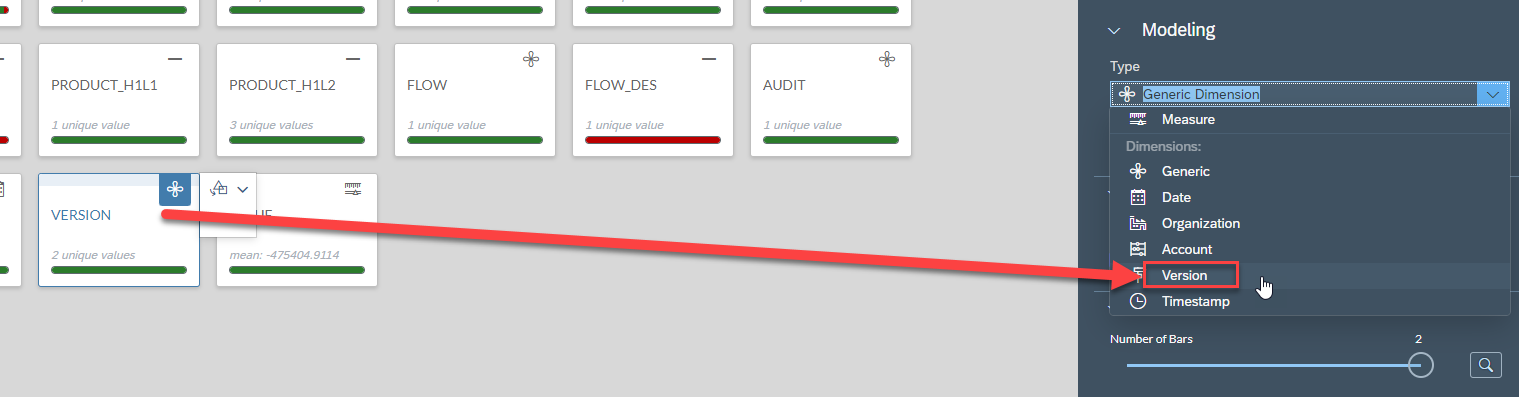 PRODUCT_H1L1
1 unique value
PRODUCT_H1L2
3 unique values
FLOW
1 unique value
FLOW_DES
1 unique value
AUDIT
1 unique value
VERSION
2 unique values
mean: -475404.9114
Modeling
Type
Generic Dimension
Measure
Dimensions:
Generic
Date
Organization
Account
Version
Timestamp
Number of Bars
2